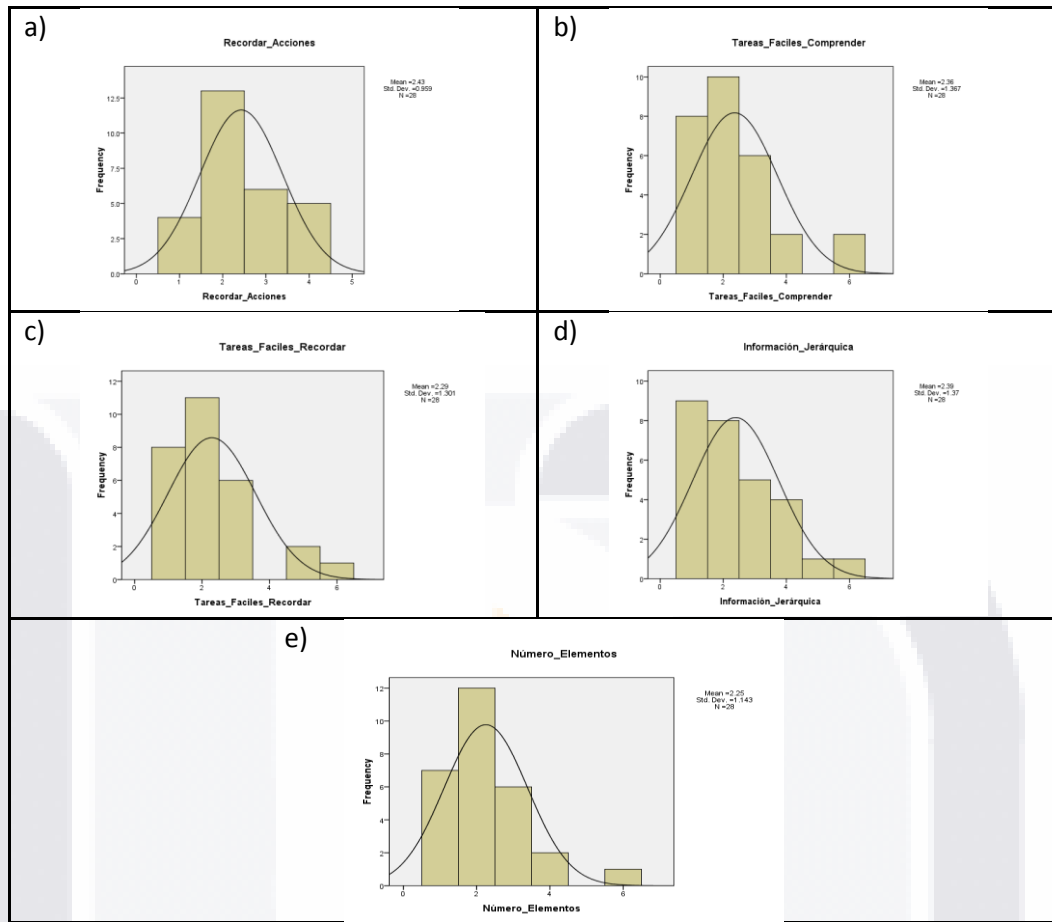 a)
Recordar_Acciones
Mean =2.43
Std. Dev. =0.959
N =28
12.5
10.0
7.5
5.0
2.5
0.0
Frequency
0 1 2 3 4 5
Recordar_Acciones
b)
Tareas_Faciles_Comprender
Mean =2.36
Std. Dev. =1.367
N =28
10
8
6
4
2
0
Frequency
0 2 4 6
Tareas_Faciles_Comprender
c)
Tareas_Faciles_Recordar
Mean =2.29
Std. Dev. =1.301
N =28
12
10
8
6
4
2
0
Frequency
0 2 4 6
Tareas_Faciles_Recordar
d)
Información_Jerárquica
Mean =2.39
Std. Dev. =1.37
N =28
10
8
6
4
2
0
Frequency
0 1 2 3 4 5 6
Información_Jerárquica
e)
Número_Elementos
Mean =2.25
Std. Dev. =1.143
N =28
12
10
8
6
4
2
0
Frequency
0 2 4 6
Número_Elementos